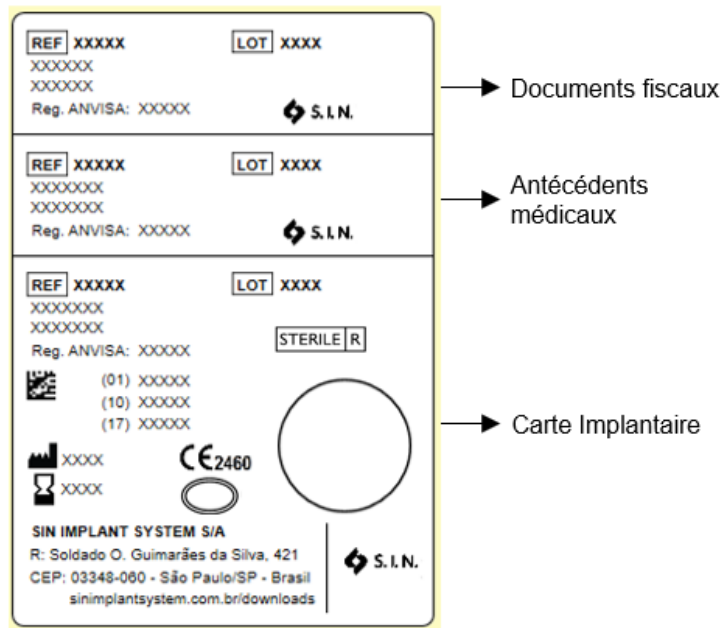 REF XXXXX LOT XXXX
XXXXXX
XXXXXX
Reg. ANVISA: XXXXX S.I.N.
Documents fiscaux
REF XXXXX LOT XXXX
XXXXXXX
XXXXXXX
Reg. ANVISA: XXXXX S.I.N.
Antécédents
médicaux
REF XXXXX LOT XXXX
XXXXXXX
XXXXXXX
Reg. ANVISA: XXXXX
STERILE R
(01) XXXXX
(10) XXXXX
(17) XXXXX
XXXX
CE2460
XXXX
Carte Implantaire
SIN IMPLANT SYSTEM S/A
R: Soldado O. Guimarães da Silva, 421
CEP: 03348-060 - São Paulo/SP - Brasil
sinimplantsystem.com.br/downloads
S.I.N.